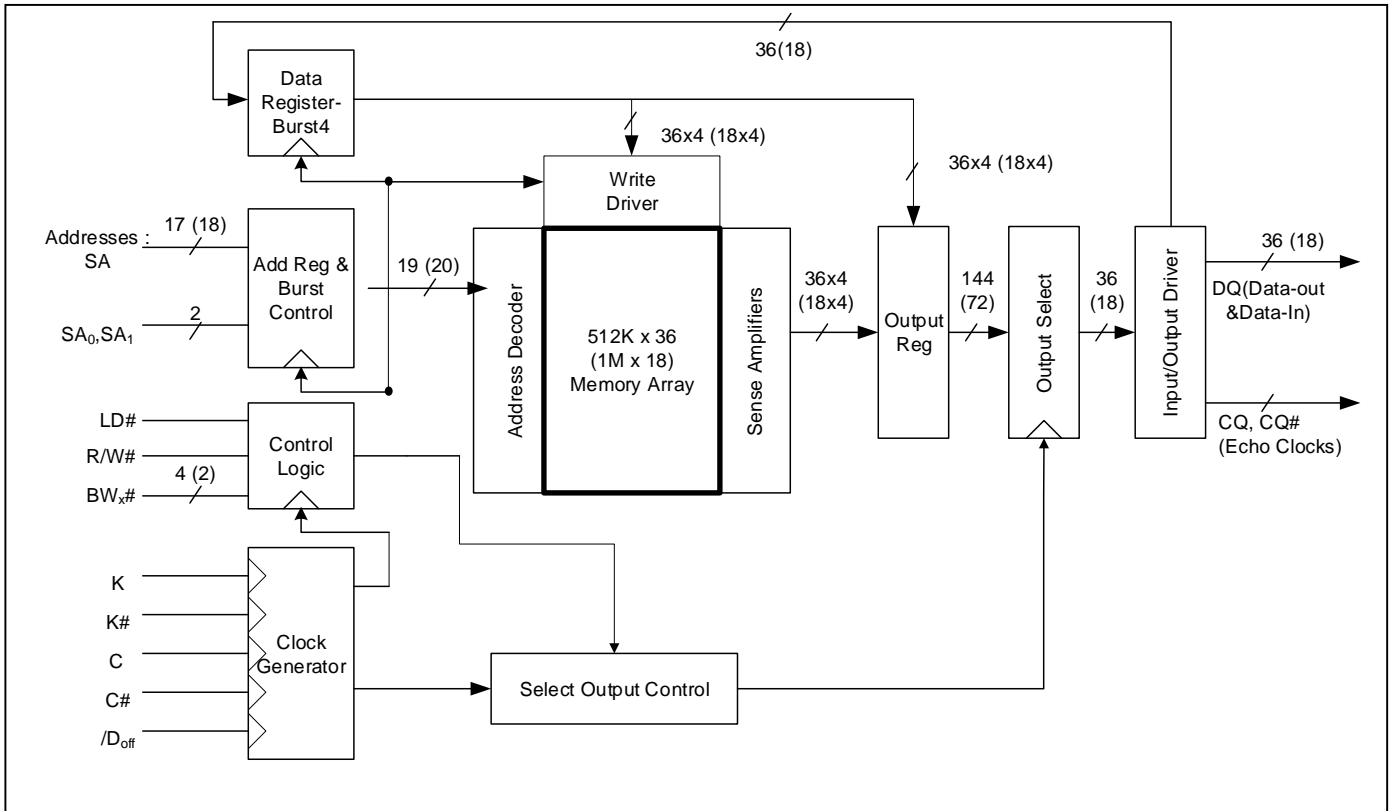 36(18)
Data
Register-
Burst4
36x4 (18x4)
36x4 (18x4)
Write
Driver
Addresses :
SA
17 (18)
SA0,SA1
2
Add Reg &
Burst
Control
19 (20)
Address Decoder
512K x 36
(1M x 18)
Memory Array
Sense Amplifiers
36x4
(18x4)
Output
Reg
144
(72)
Output Select
36
(18)
Input/Output Driver
36 (18)
DQ(Data-out
&Data-In)
CQ, CQ#
(Echo Clocks)
LD#
R/W#
BWx#
4 (2)
Control
Logic
K
K#
C
C#
/Doff
Clock
Generator
Select Output Control